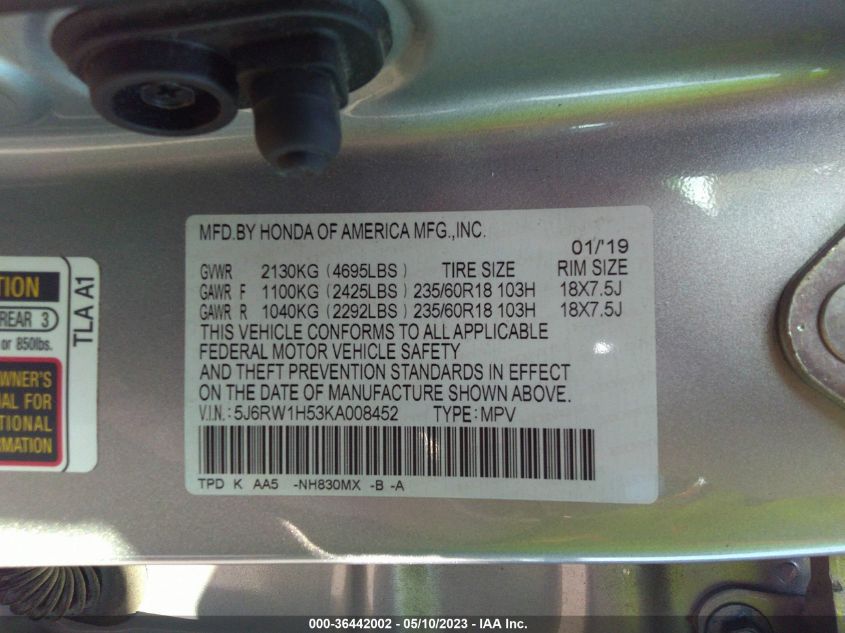 MFD.BY HONDA OF AMERICA MFG.,INC.
01/'19
GVWR 2130KG (4695LBS) TIRE SIZE RIM SIZE
GAWR F 1100KG (2425LBS) 235/60R18 103H 18X7.5J
GAWR R 1040KG (2292LBS) 235/60R18 103H 18X7.5J
THIS VEHICLE CONFORMS TO ALL APPLICABLE
FEDERAL MOTOR VEHICLE SAFETY
AND THEFT PREVENTION STANDARDS IN EFFECT
ON THE DATE OF MANUFACTURE SHOWN ABOVE.
V.I.N.: 5J6RW1H53KA008452 TYPE: MPV
TPD K AA5 -NH830MX -B -A
TION
REAR 3
or 850lbs.
WNER'S
AL FOR
TIONAL
RMATION
TLA A1
000-36442002 - 05/10/2023 - IAA Inc.